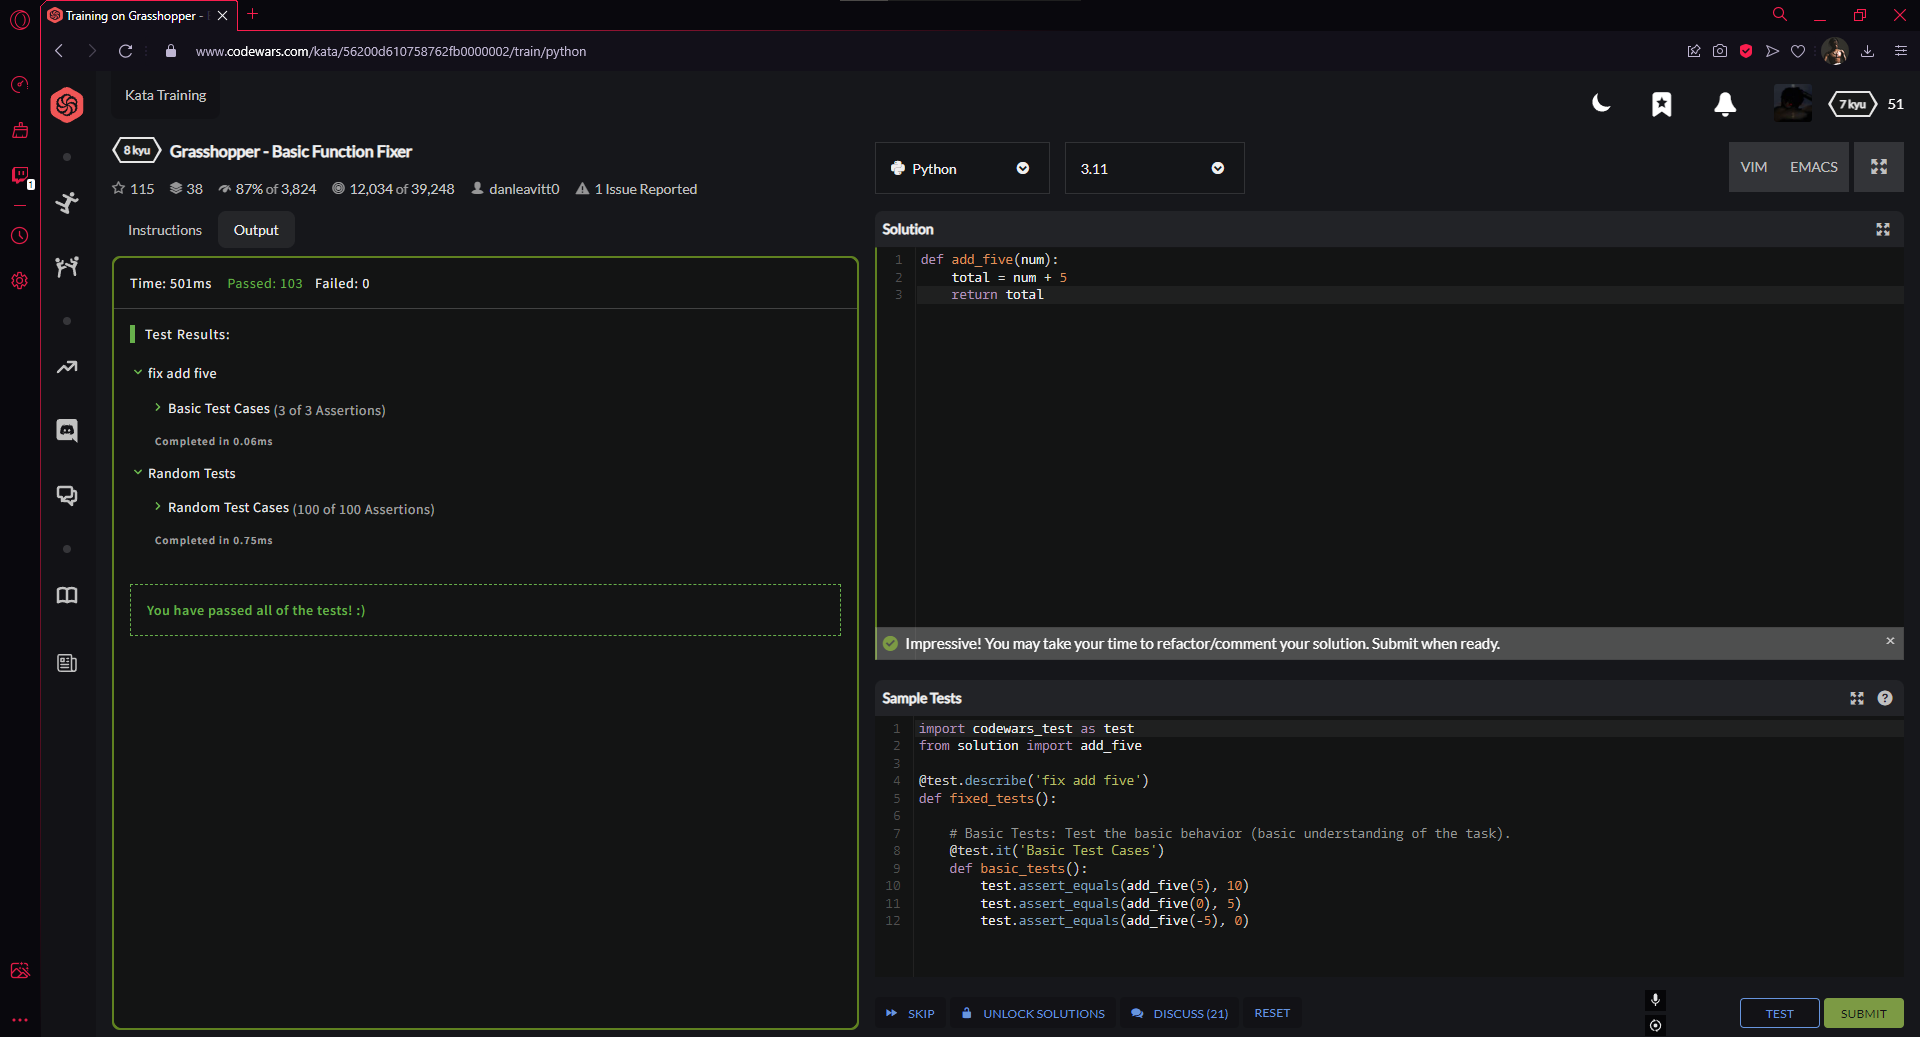 Training on Grasshopper -
www.codewars.com/kata/56200d610758762fb0000002/train/python
1
Kata Training
7 kyu 51
8 kyu Grasshopper - Basic Function Fixer
115 38 87% of 3,824 12,034 of 39,248 danleavitt0 1 Issue Reported
Instructions Output
Time: 501ms Passed: 103 Failed: 0
Test Results:
fix add five
Basic Test Cases (3 of 3 Assertions)
Completed in 0.06ms
Random Tests
Random Test Cases (100 of 100 Assertions)
Completed in 0.75ms
You have passed all of the tests! :)
Python 3.11 VIM EMACS
Solution
1 def add_five(num):
2     total = num + 5
3     return total
Impressive! You may take your time to refactor/comment your solution. Submit when ready.
Sample Tests
?
1 import codewars_test as test
2 from solution import add_five
3
4 @test.describe('fix add five')
5 def fixed_tests():
6
7     # Basic Tests: Test the basic behavior (basic understanding of the task).
8     @test.it('Basic Test Cases')
9     def basic_tests():
10         test.assert_equals(add_five(5), 10)
11         test.assert_equals(add_five(0), 5)
12         test.assert_equals(add_five(-5), 0)
SKIP UNLOCK SOLUTIONS DISCUSS (21) RESET TEST SUBMIT